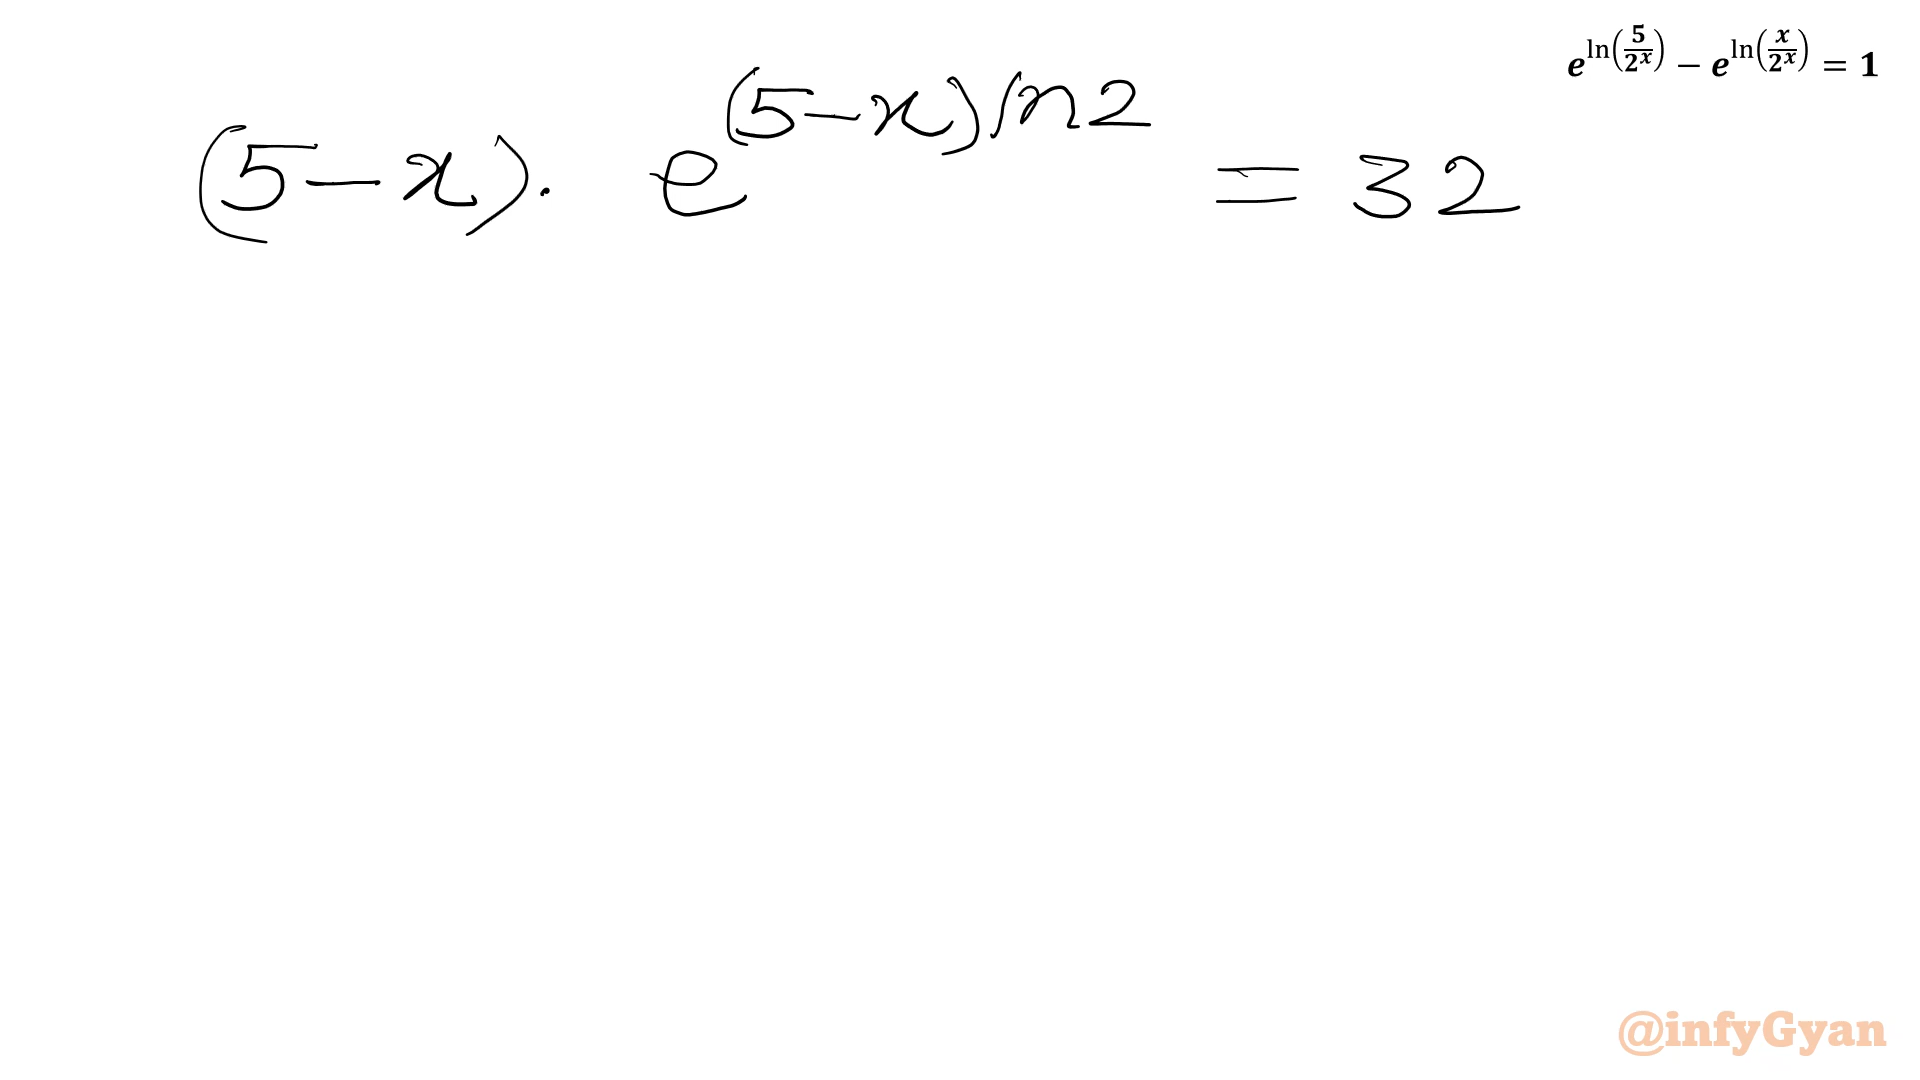 e^{ln(5/2^x)} − e^{ln(x/2^x)} = 1
(5−x). e^{(5−x)ln2} = 32
@infyGyan